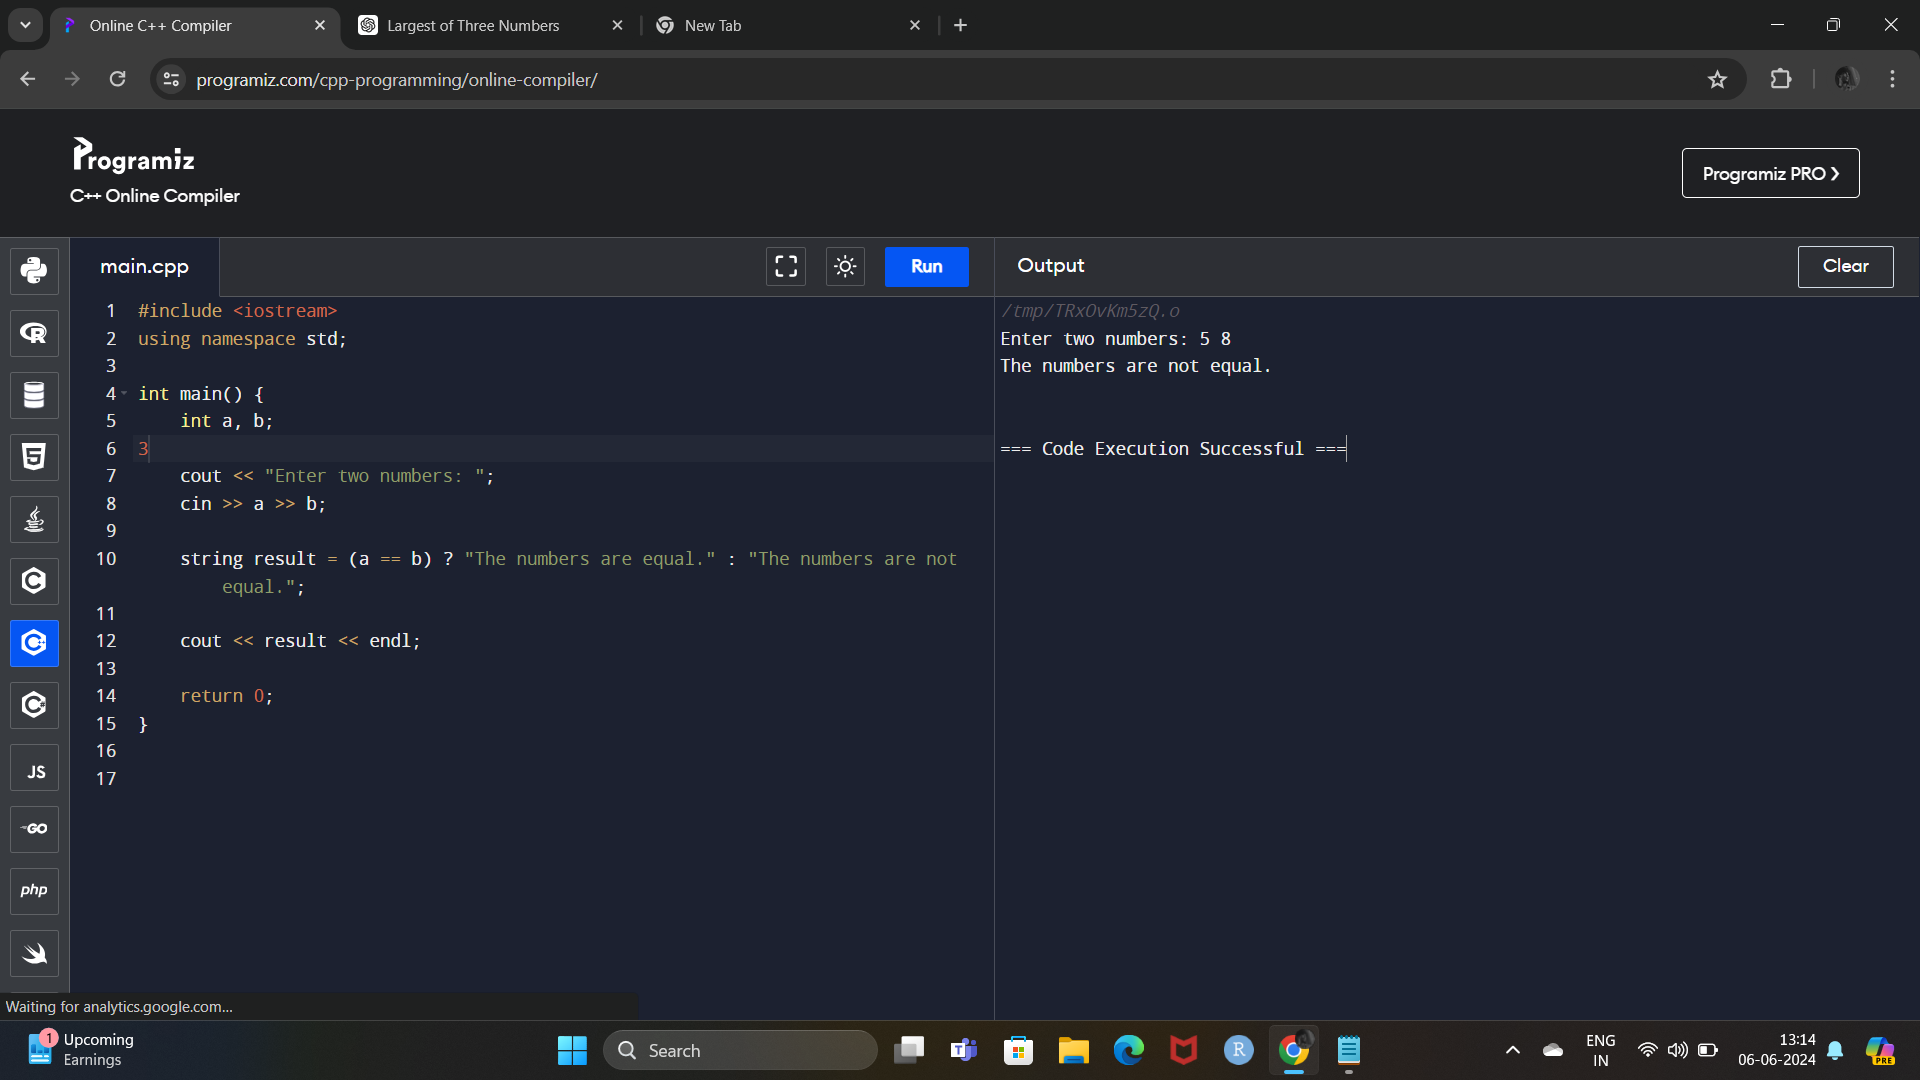 Online C++ Compiler
Largest of Three Numbers
New Tab
programiz.com/cpp-programming/online-compiler/
Programiz
C++ Online Compiler
Programiz PRO
main.cpp
Run
Output
Clear
1 #include <iostream>
2 using namespace std;
3
4 int main() {
5 int a, b;
6 3
7 cout << "Enter two numbers: ";
8 cin >> a >> b;
9
10 string result = (a == b) ? "The numbers are equal." : "The numbers are not
equal.";
11
12 cout << result << endl;
13
14 return 0;
15 }
16
17
/tmp/TRxOvKm5zQ.o
Enter two numbers: 5 8
The numbers are not equal.
=== Code Execution Successful ===
R
5
C
C++
C#
JS
GO
php
Waiting for analytics.google.com...
1
Upcoming
Earnings
Search
T
R
ENG
IN
13:14
06-06-2024
PRE